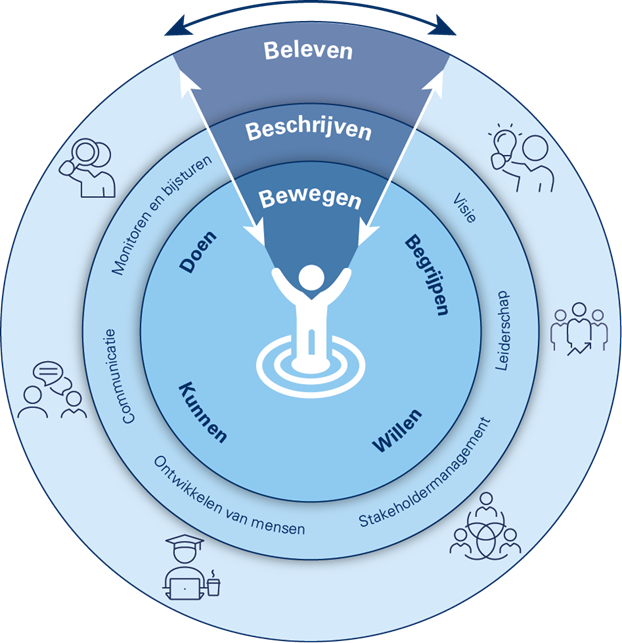 Beleven
Beschrijven
Bewegen
Doen
Begrijpen
Willen
Kunnen
Visie
Leiderschap
Stakeholdermanagement
Ontwikkelen van mensen
Communicatie
Monitoren en bijsturen